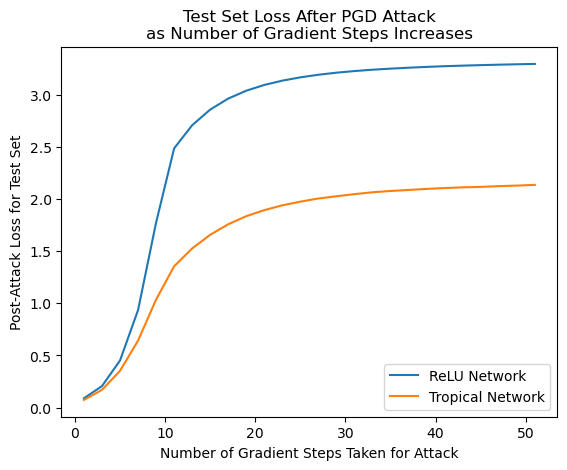 Test Set Loss After PGD Attack
as Number of Gradient Steps Increases
Post-Attack Loss for Test Set
3.0
2.5
2.0
1.5
1.0
0.5
0.0
ReLU Network
Tropical Network
0 10 20 30 40 50
Number of Gradient Steps Taken for Attack